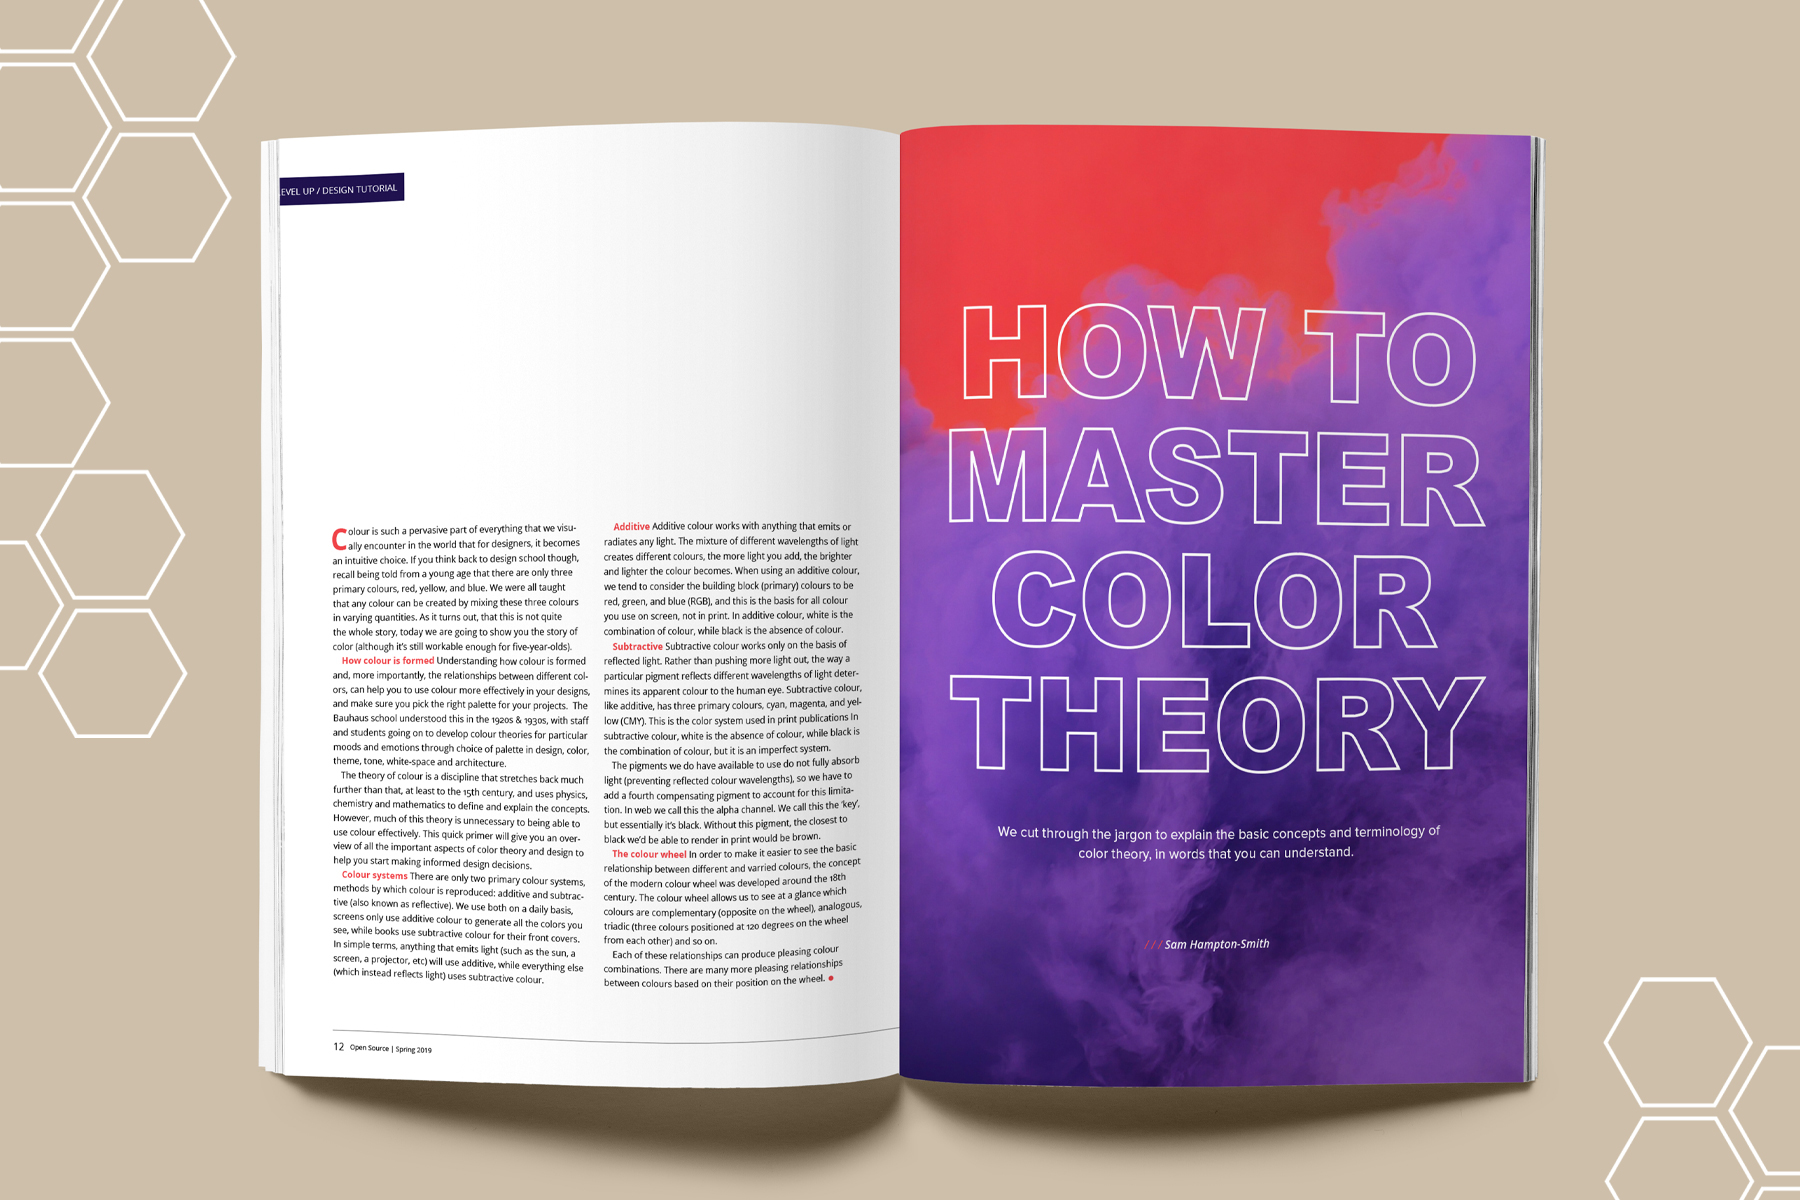 EVEL UP / DESIGN TUTORIAL
Colour is such a pervasive part of everything that we visu-
ally encounter in the world that for designers, it becomes
an intuitive choice. If you think back to design school though,
recall being told from a young age that there are only three
primary colours, red, yellow, and blue. We were all taught
that any colour can be created by mixing these three colours
in varying quantities. As it turns out, that this is not quite
the whole story, today we are going to show you the story of
color (although it's still workable enough for five-year-olds).
How colour is formed Understanding how colour is formed
and, more importantly, the relationships between different col-
ors, can help you to use colour more effectively in your designs,
and make sure you pick the right palette for your projects. The
Bauhaus school understood this in the 1920s & 1930s, with staff
and students going on to develop colour theories for particular
moods and emotions through choice of palette in design, color,
theme, tone, white-space and architecture.
The theory of colour is a discipline that stretches back much
further than that, at least to the 15th century, and uses physics,
chemistry and mathematics to define and explain the concepts.
However, much of this theory is unnecessary to being able to
use colour effectively. This quick primer will give you an over-
view of all the important aspects of color theory and design to
help you start making informed design decisions.
Colour systems There are only two primary colour systems,
methods by which colour is reproduced: additive and subtrac-
tive (also known as reflective). We use both on a daily basis,
screens only use additive colour to generate all the colors you
see, while books use subtractive colour for their front covers.
In simple terms, anything that emits light (such as the sun, a
screen, a projector, etc) will use additive, while everything else
(which instead reflects light) uses subtractive colour.
Additive Additive colour works with anything that emits or
radiates any light. The mixture of different wavelengths of light
creates different colours, the more light you add, the brighter
and lighter the colour becomes. When using an additive colour,
we tend to consider the building block (primary) colours to be
red, green, and blue (RGB), and this is the basis for all colour
you use on screen, not in print. In additive colour, white is the
combination of colour, while black is the absence of colour.
Subtractive Subtractive colour works only on the basis of
reflected light. Rather than pushing more light out, the way a
particular pigment reflects different wavelengths of light deter-
mines its apparent colour to the human eye. Subtractive colour,
like additive, has three primary colours, cyan, magenta, and yel-
low (CMY). This is the color system used in print publications In
subtractive colour, white is the absence of colour, while black is
the combination of colour, but it is an imperfect system.
The pigments we do have available to use do not fully absorb
light (preventing reflected colour wavelengths), so we have to
add a fourth compensating pigment to account for this limita-
tion. In web we call this the alpha channel. We call this the 'key',
but essentially it's black. Without this pigment, the closest to
black we'd be able to render in print would be brown.
The colour wheel In order to make it easier to see the basic
relationship between different and varried colours, the concept
of the modern colour wheel was developed around the 18th
century. The colour wheel allows us to see at a glance which
colours are complementary (opposite on the wheel), analogous,
triadic (three colours positioned at 120 degrees on the wheel
from each other) and so on.
Each of these relationships can produce pleasing colour
combinations. There are many more pleasing relationships
between colours based on their position on the wheel.
12 Open Source | Spring 2019
HOW TO
MASTER
COLOR
THEORY
We cut through the jargon to explain the basic concepts and terminology of
color theory, in words that you can understand.
/// Sam Hampton-Smith